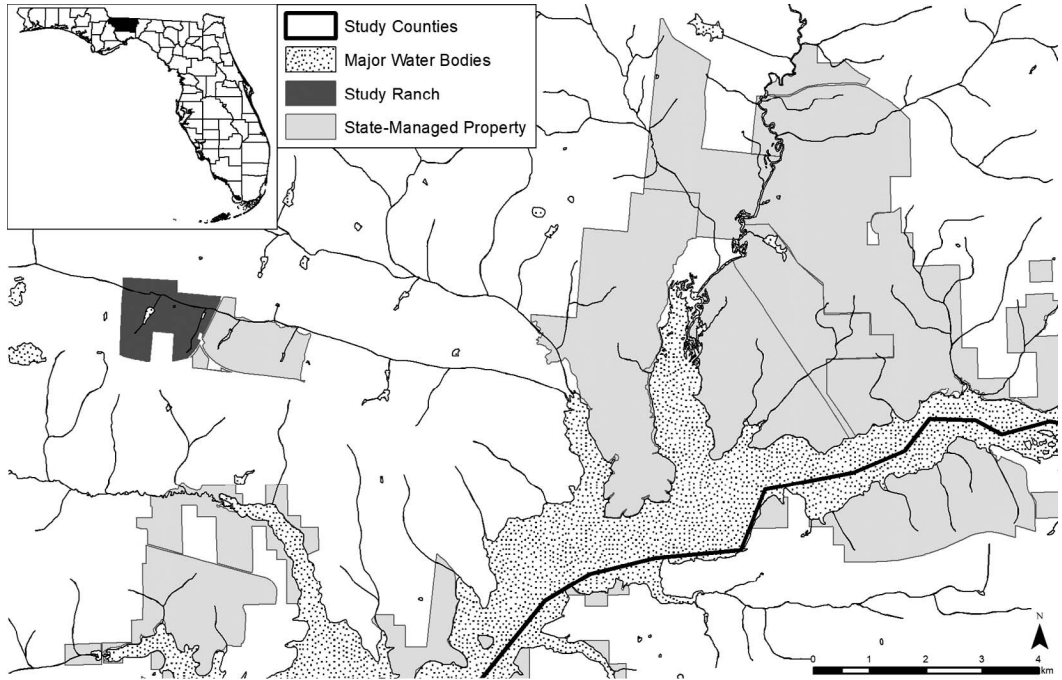 Study Counties
Major Water Bodies
Study Ranch
State-Managed Property
N
0 1 2 3 4
km